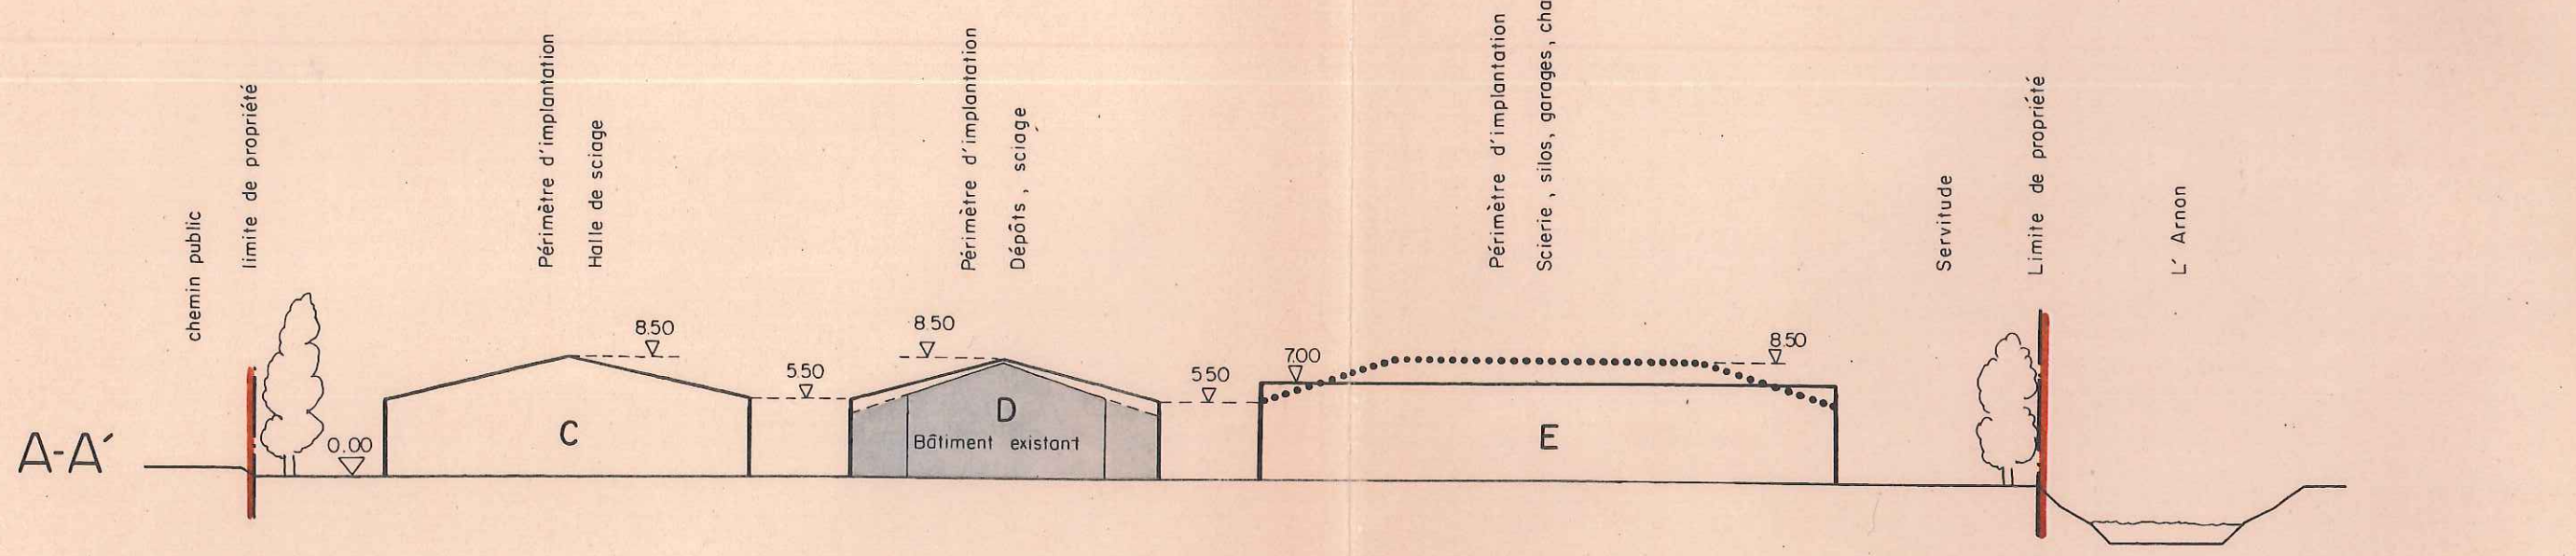 chemin public
limite de propriété
Périmètre d'implantation
Halle de sciage
Périmètre d'implantation
Dépôts, sciage
Périmètre d'implantation
Scierie, silos, garages,
Servitude
Limite de propriété
L'Arnon
8.50
8.50
8.50
7.00
5.50
5.50
0.00
A-A'
C
D
Bâtiment existant
E